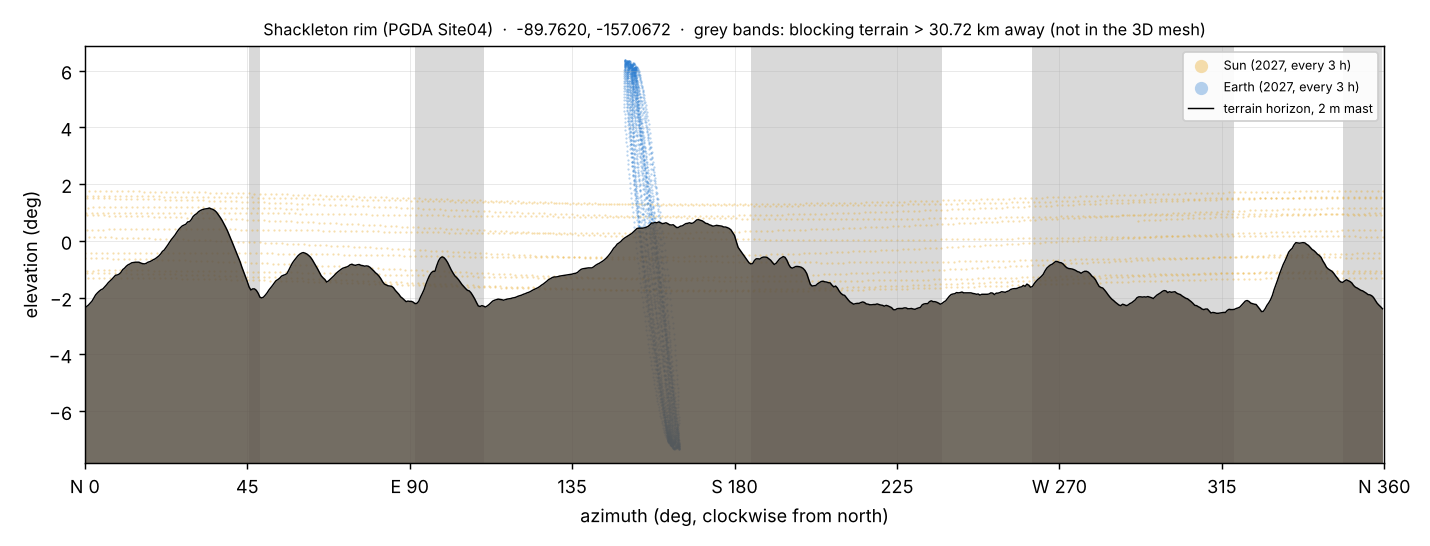 Shackleton rim (PGDA Site04)  ·  -89.7620, -157.0672  ·  grey bands: blocking terrain > 30.72 km away (not in the 3D mesh)
Sun (2027, every 3 h)
Earth (2027, every 3 h)
terrain horizon, 2 m mast
elevation (deg)
6
4
2
0
−2
−4
−6
N 0 45 E 90 135 S 180 225 W 270 315 N 360
azimuth (deg, clockwise from north)